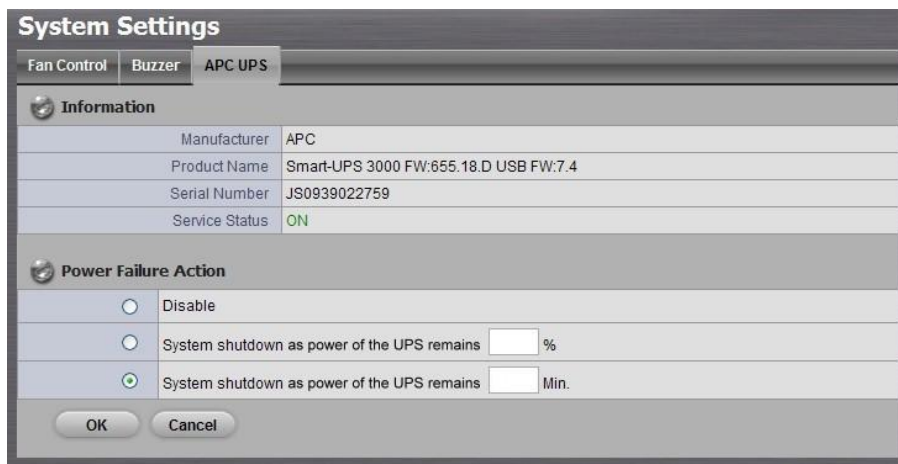 System Settings
Fan Control Buzzer APC UPS
Information
Manufacturer APC
Product Name Smart-UPS 3000 FW:655.18.D USB FW:7.4
Serial Number JS0939022759
Service Status ON
Power Failure Action
Disable
System shutdown as power of the UPS remains %
System shutdown as power of the UPS remains Min.
OK Cancel